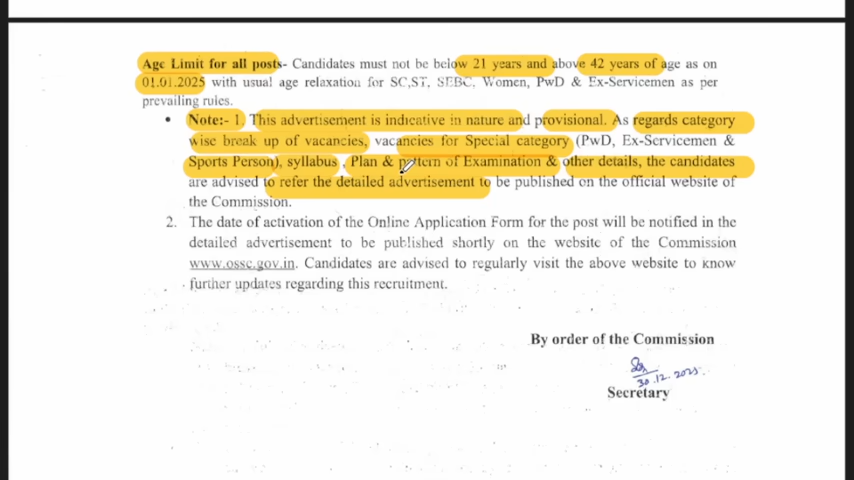 Age Limit for all posts- Candidates must not be below 21 years and above 42 years of age as on
01.01.2025 with usual age relaxation for SC,ST, SEBC, Women, PwD & Ex-Servicemen as per
prevailing rules.
• Note:- 1. This advertisement is indicative in nature and provisional. As regards category
wise break up of vacancies, vacancies for Special category (PwD, Ex-Servicemen &
Sports Person), syllabus , Plan & pattern of Examination & other details, the candidates
are advised to refer the detailed advertisement to be published on the official website of
the Commission.
2. The date of activation of the Online Application Form for the post will be notified in the
detailed advertisement to be published shortly on the website of the Commission
www.ossc.gov.in. Candidates are advised to regularly visit the above website to know
further updates regarding this recruitment.
By order of the Commission
30.12.2025
Secretary